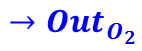 → Out_{O_2}